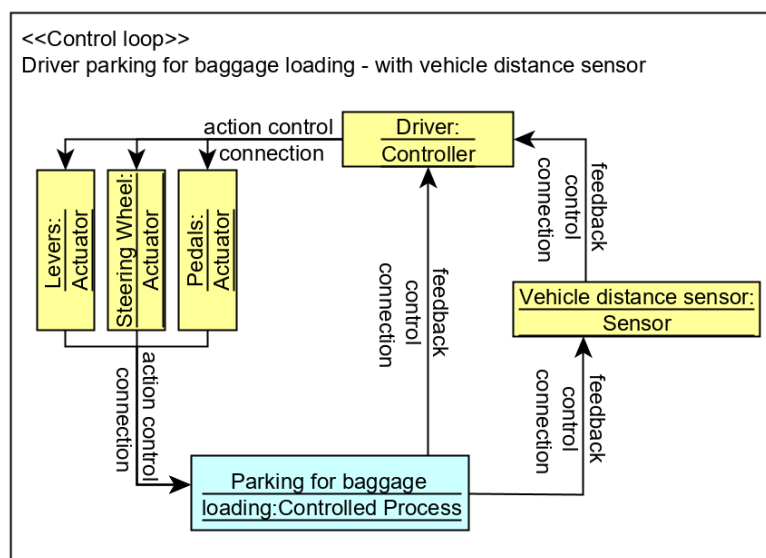 <<Control loop>>
Driver parking for baggage loading - with vehicle distance sensor
action control
connection
Driver:
Controller
Levers:
Actuator
Steering Wheel:
Actuator
Pedals:
Actuator
feedback
control
connection
feedback
control
connection
Vehicle distance sensor:
Sensor
action control
connection
feedback
control
connection
Parking for baggage
loading:Controlled Process